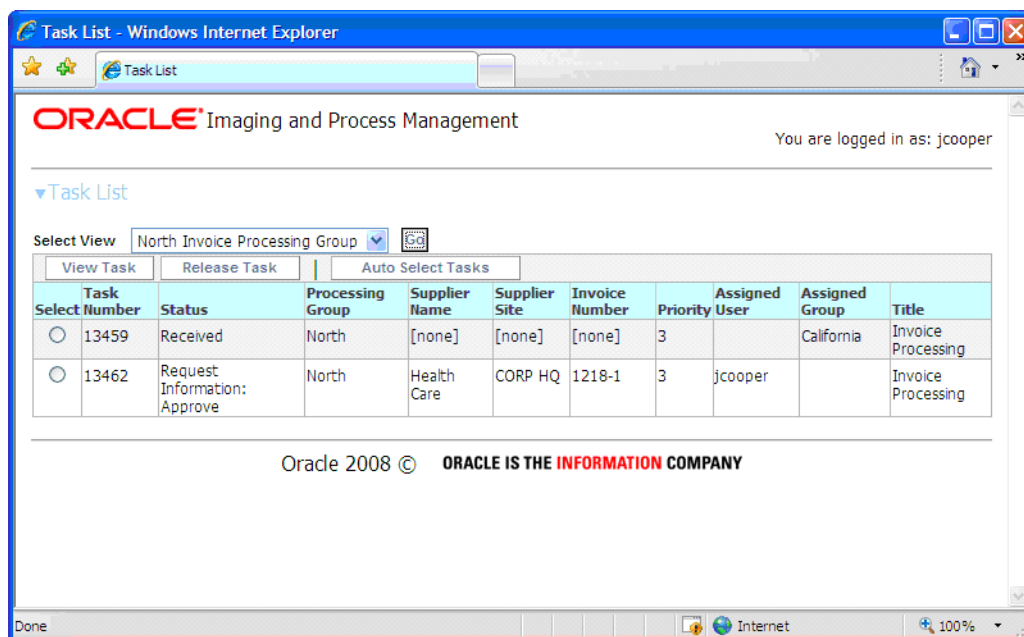 Task List - Windows Internet Explorer
Task List
ORACLE Imaging and Process Management
You are logged in as: jcooper
Task List
Select View North Invoice Processing Group Go
View Task Release Task Auto Select Tasks
Select Task Number Status Processing Group Supplier Name Supplier Site Invoice Number Priority Assigned User Assigned Group Title
13459 Received North [none] [none] [none] 3 California Invoice Processing
13462 Request Information: Approve North Health Care CORP HQ 1218-1 3 jcooper Invoice Processing
Oracle 2008 © ORACLE IS THE INFORMATION COMPANY
Done Internet 100%